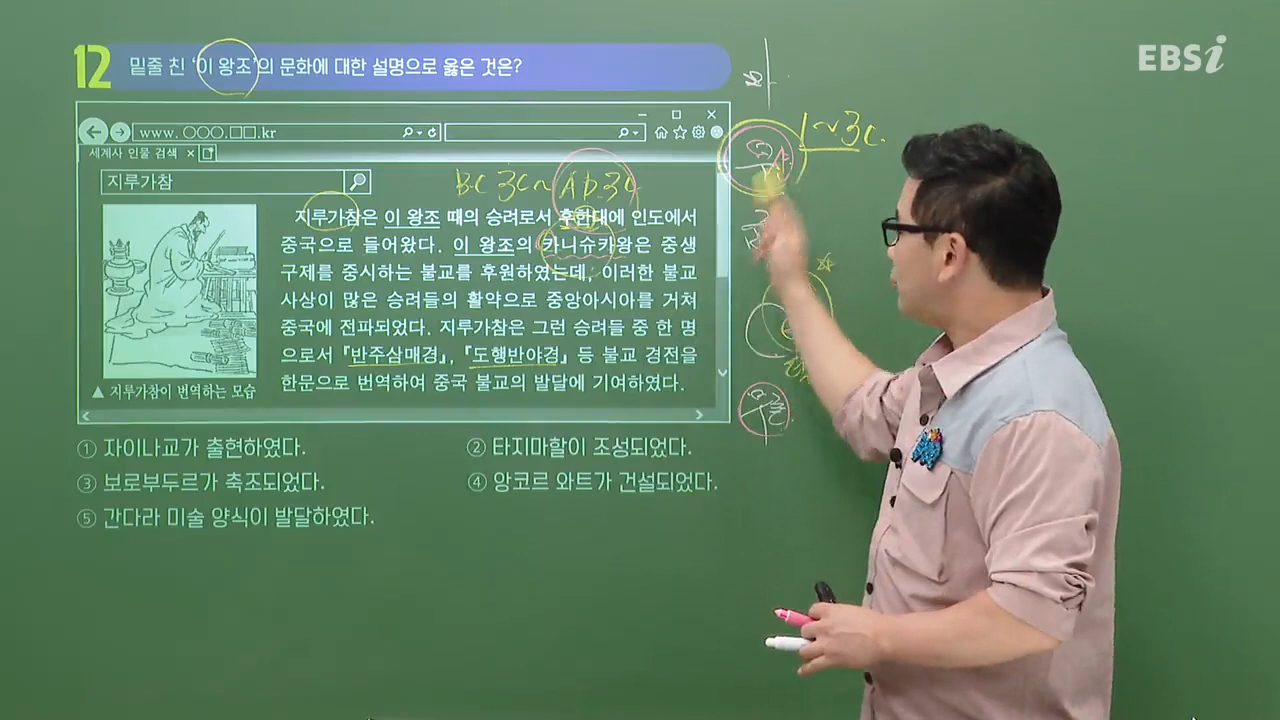 EBSi
12 밑줄 친 '이 왕조'의 문화에 대한 설명으로 옳은 것은?
www. ○○○.□□.kr
세계사 인물 검색
지루가참
BC 3C ~ AD 3C
1~3C.
지루가참은 이 왕조 때의 승려로서 후한대에 인도에서
중국으로 들어왔다. 이 왕조의 카니슈카왕은 중생
구제를 중시하는 불교를 후원하였는데, 이러한 불교
사상이 많은 승려들의 활약으로 중앙아시아를 거쳐
중국에 전파되었다. 지루가참은 그런 승려들 중 한 명
으로서 『반주삼매경』, 『도행반야경』 등 불교 경전을
한문으로 번역하여 중국 불교의 발달에 기여하였다.
▲ 지루가참이 번역하는 모습
① 자이나교가 출현하였다.
② 타지마할이 조성되었다.
③ 보로부두르가 축조되었다.
④ 앙코르 와트가 건설되었다.
⑤ 간다라 미술 양식이 발달하였다.